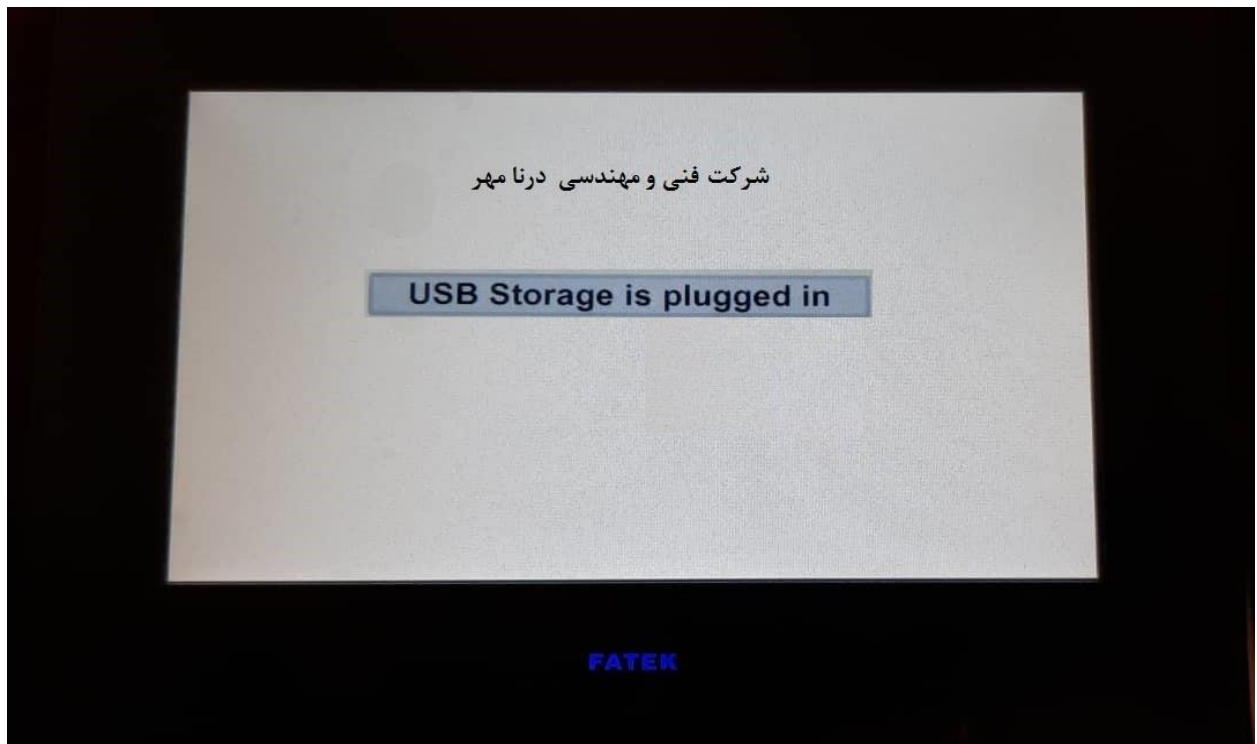 شرکت فنی و مهندسی درنا مهر
USB Storage is plugged in
FATEK